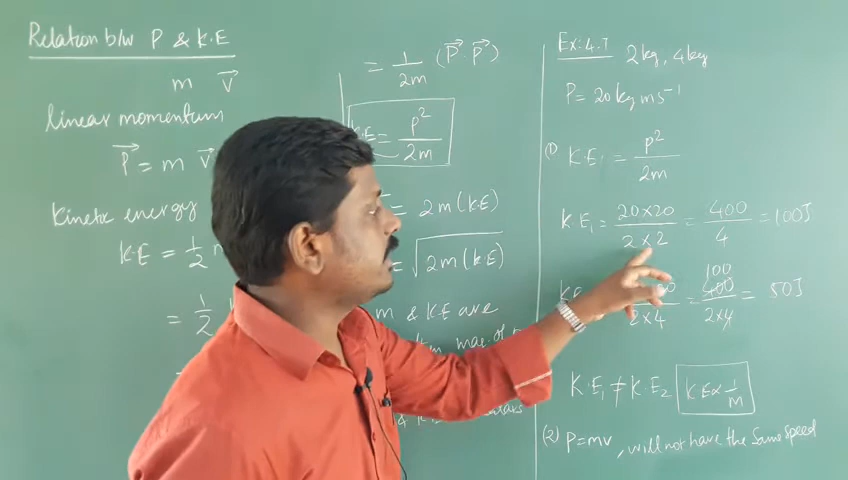 Relation b/w P & K.E
m  v⃗
linear momentum
P⃗ = m v⃗
Kinetic energy
K.E = 1/2
= 1/2
= 1/2m (P⃗ P⃗)
= P²/2m
= 2m (K.E)
= √2m (K.E)
m & K.E are
Ex: 4.7  2kg, 4kg
P = 20 kg ms⁻¹
(1) K.E₁ = P²/2m
K E₁ = 20×20/2×2 = 400/4 = 100J
2×4 = 100 400/2×4 = 50J
K.E₁ ≠ K.E₂  K E ∝ 1/m
(2) P=mv, will not have the Same Speed